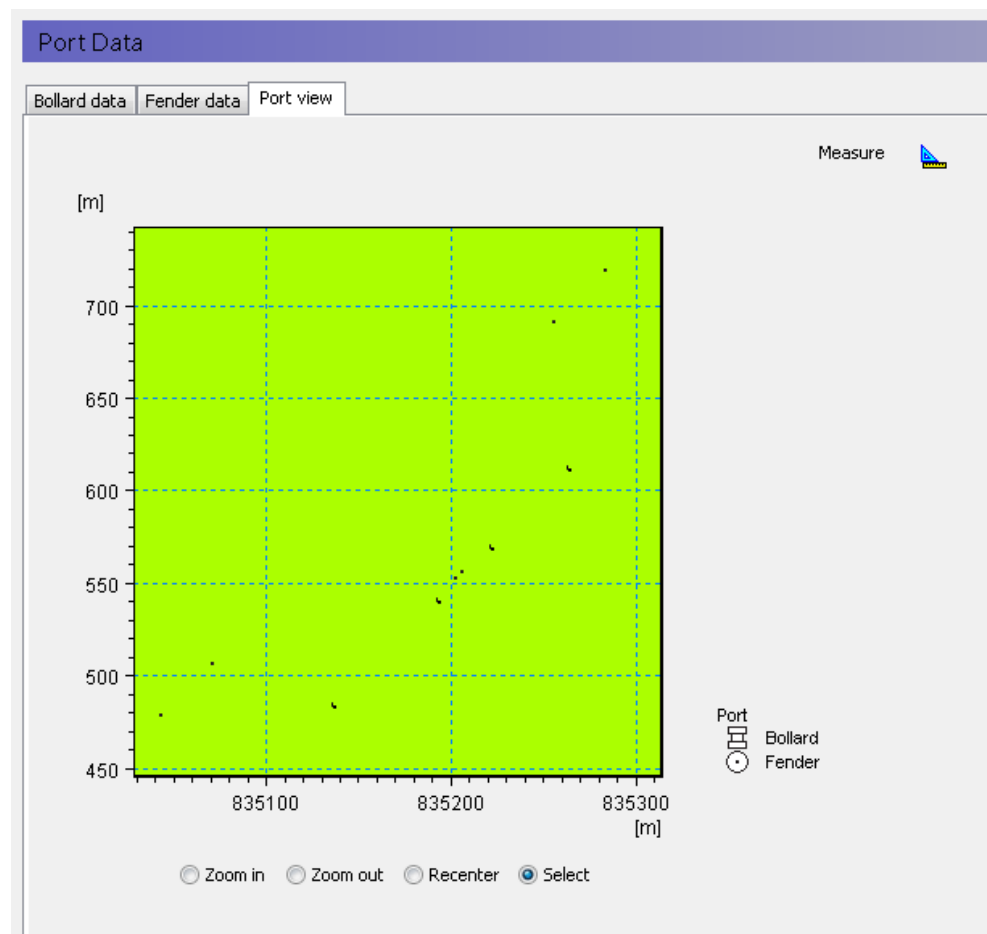 Port Data
Bollard data Fender data Port view
Measure
[m]
700
650
600
550
500
450
835100 835200 835300
[m]
Port
Bollard
Fender
Zoom in Zoom out Recenter Select